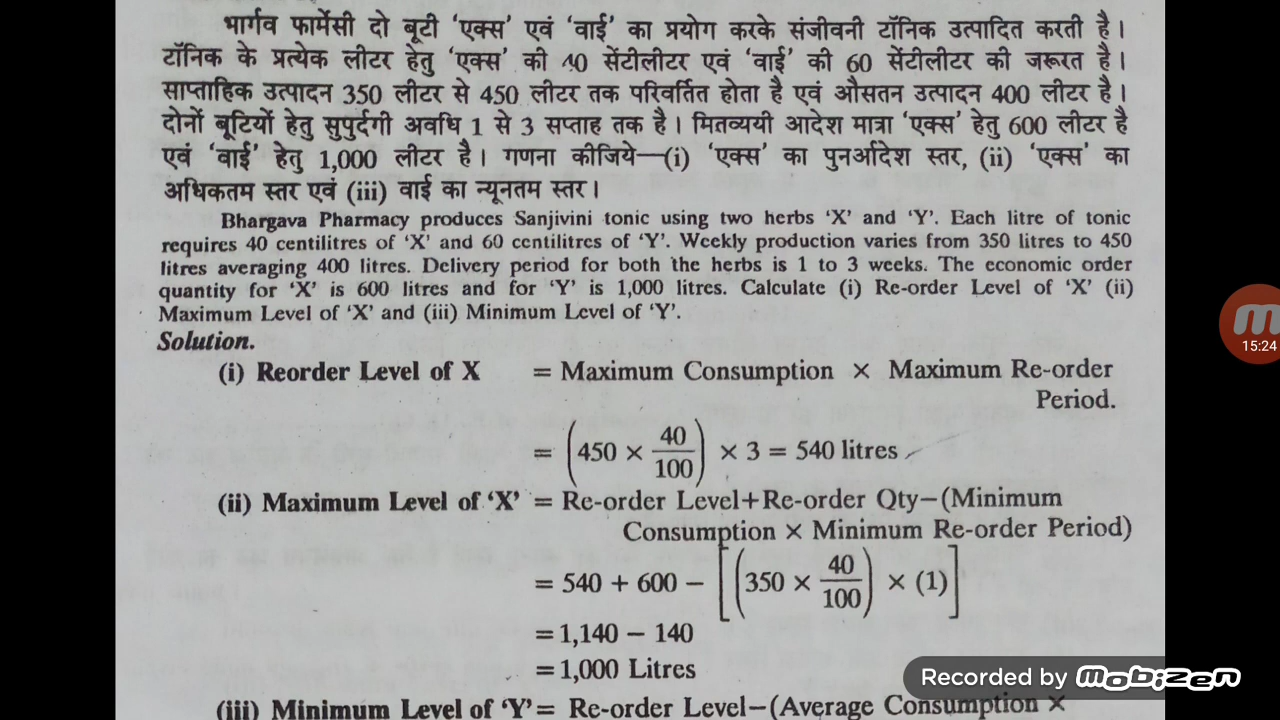 भार्गव फार्मेसी दो बूटी ‘एक्स’ एवं ‘वाई’ का प्रयोग करके संजीवनी टॉनिक उत्पादित करती है।
टॉनिक के प्रत्येक लीटर हेतु ‘एक्स’ की 40 सेंटीलीटर एवं ‘वाई’ की 60 सेंटीलीटर की जरूरत है।
साप्ताहिक उत्पादन 350 लीटर से 450 लीटर तक परिवर्तित होता है एवं औसतन उत्पादन 400 लीटर है।
दोनों बूटियों हेतु सुपुर्दगी अवधि 1 से 3 सप्ताह तक है। मितव्ययी आदेश मात्रा ‘एक्स’ हेतु 600 लीटर है
एवं ‘वाई’ हेतु 1,000 लीटर है। गणना कीजिये—(i) ‘एक्स’ का पुनर्आदेश स्तर, (ii) ‘एक्स’ का
अधिकतम स्तर एवं (iii) वाई का न्यूनतम स्तर।
Bhargava Pharmacy produces Sanjivini tonic using two herbs ‘X’ and ‘Y’. Each litre of tonic
requires 40 centilitres of ‘X’ and 60 centilitres of ‘Y’. Weekly production varies from 350 litres to 450
litres averaging 400 litres. Delivery period for both the herbs is 1 to 3 weeks. The economic order
quantity for ‘X’ is 600 litres and for ‘Y’ is 1,000 litres. Calculate (i) Re-order Level of ‘X’ (ii)
Maximum Level of ‘X’ and (iii) Minimum Level of ‘Y’.
Solution.
(i) Reorder Level of X = Maximum Consumption × Maximum Re-order
Period.
= (450 × 40/100) × 3 = 540 litres
(ii) Maximum Level of ‘X’ = Re-order Level+Re-order Qty−(Minimum
Consumption × Minimum Re-order Period)
= 540 + 600 − [(350 × 40/100) × (1)]
= 1,140 − 140
= 1,000 Litres
(iii) Minimum Level of ‘Y’= Re-order Level−(Average Consumption ×
15:24
Recorded by mobizen